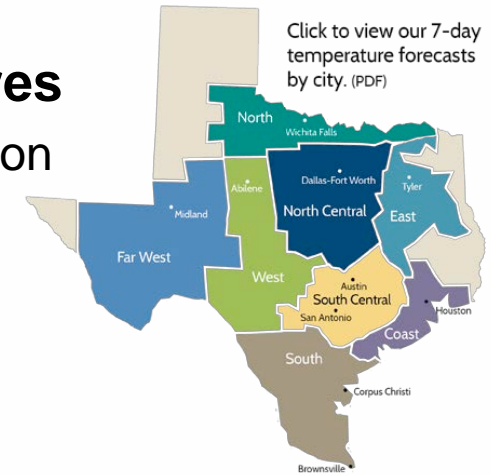 Click to view our 7-day
temperature forecasts
by city. (PDF)
on
North
Wichita Falls
Abilene
Dallas-Fort Worth
Tyler
Midland
North Central
East
Far West
West
Austin
South Central
San Antonio
Houston
Coast
South
Corpus Christi
Brownsville